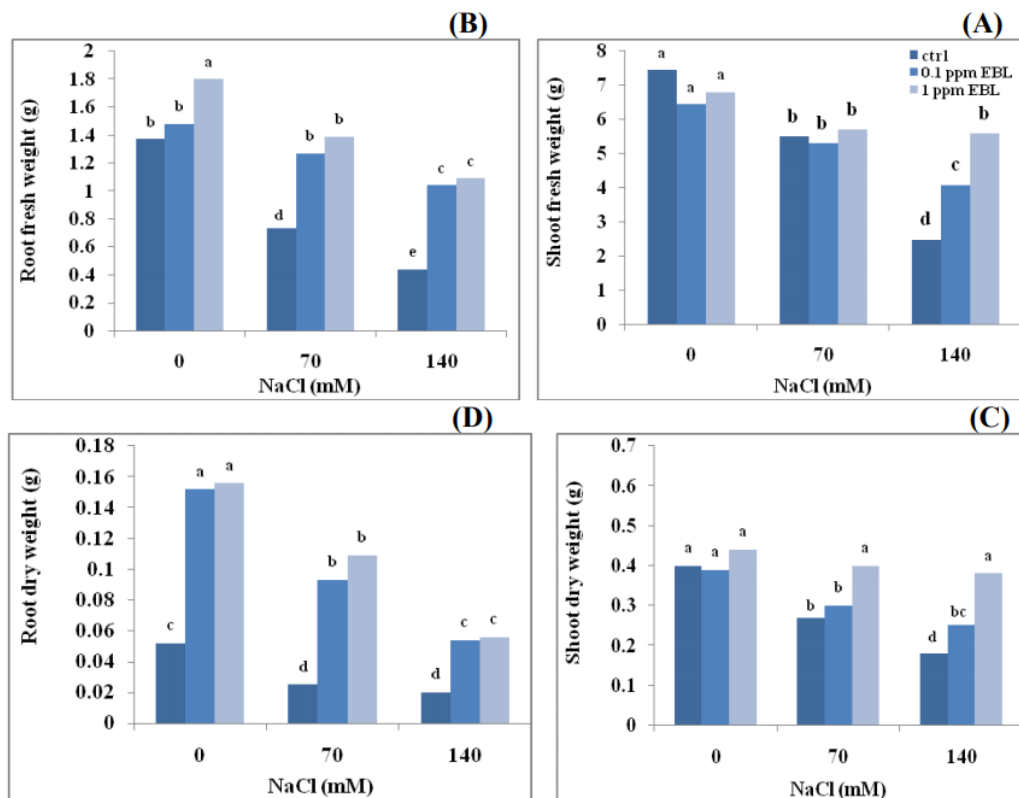 (B)
Root fresh weight (g)
2
1.8
1.6
1.4
1.2
1
0.8
0.6
0.4
0.2
0
b
b
a
d
b
b
e
c
c
0
70
140
NaCl (mM)
(A)
Shoot fresh weight (g)
8
7
6
5
4
3
2
1
0
ctrl
0.1 ppm EBL
1 ppm EBL
a
a
a
b
b
b
d
c
b
0
70
140
NaCl (mM)
(D)
Root dry weight (g)
0.18
0.16
0.14
0.12
0.1
0.08
0.06
0.04
0.02
0
c
a
a
d
b
b
d
c
c
0
70
140
NaCl (mM)
(C)
Shoot dry weight (g)
0.7
0.6
0.5
0.4
0.3
0.2
0.1
0
a
a
a
b
b
a
d
bc
a
0
70
140
NaCl (mM)